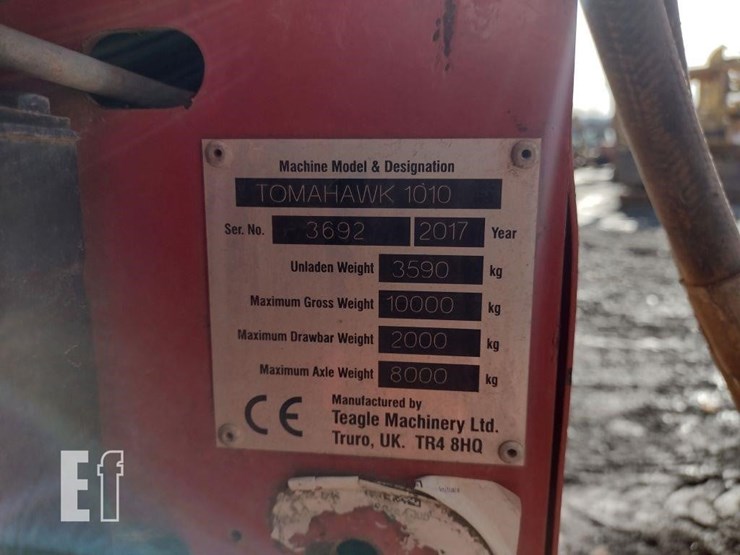 Machine Model & Designation
TOMAHAWK 1010
Ser. No. 3692 2017 Year
Unladen Weight 3590 kg
Maximum Gross Weight 10000 kg
Maximum Drawbar Weight 2000 kg
Maximum Axle Weight 8000 kg
CE
Manufactured by
Teagle Machinery Ltd.
Truro, UK. TR4 8HQ
Ef